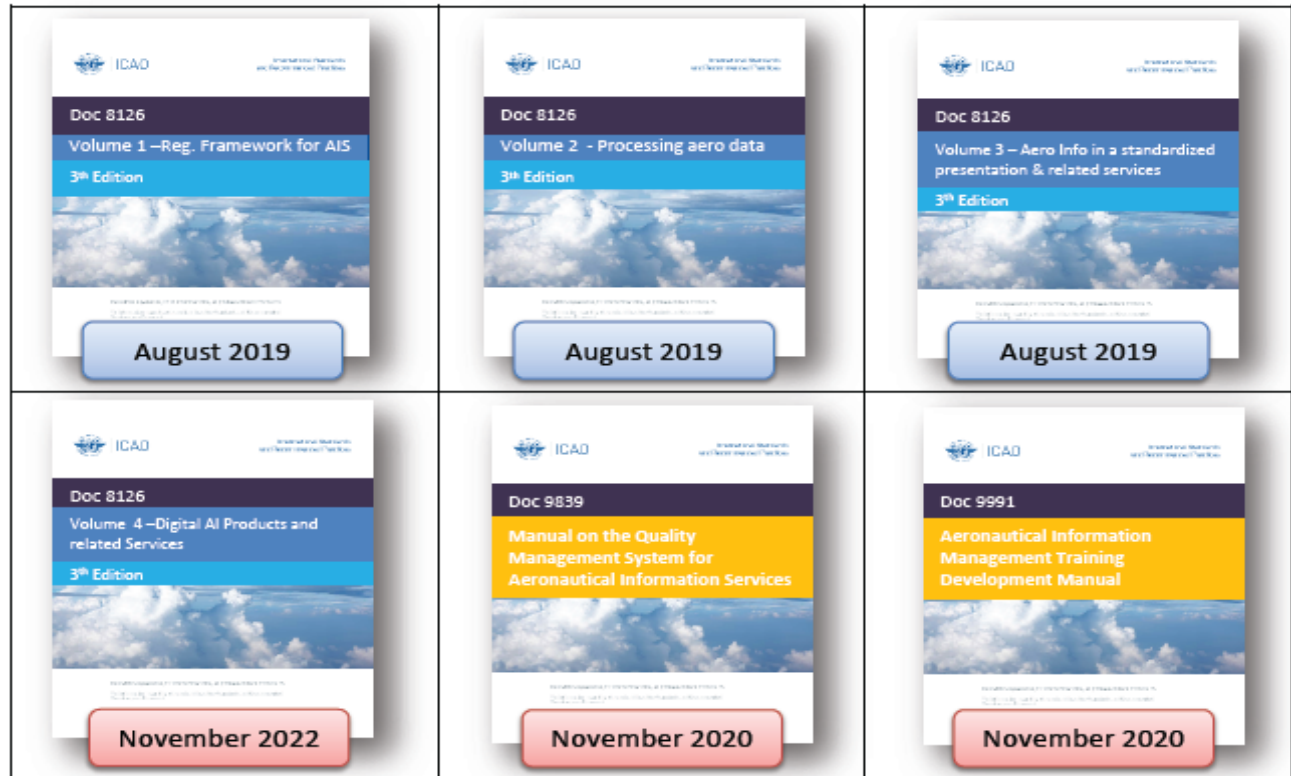 ICAO
Doc 8126
Volume 1 –Reg. Framework for AIS
3th Edition
August 2019
ICAO
Doc 8126
Volume 2 - Processing aero data
3th Edition
August 2019
ICAO
Doc 8126
Volume 3 – Aero Info in a standardized
presentation & related services
3th Edition
August 2019
ICAO
Doc 8126
Volume 4 –Digital AI Products and
related Services
3th Edition
November 2022
ICAO
Doc 9839
Manual on the Quality
Management System for
Aeronautical Information Services
November 2020
ICAO
Doc 9991
Aeronautical Information
Management Training
Development Manual
November 2020